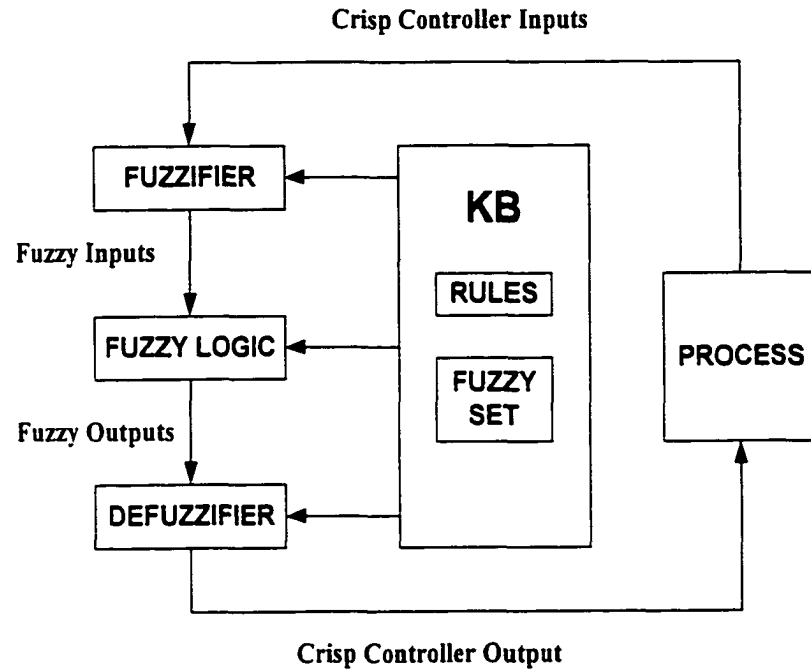 Crisp Controller Inputs
FUZZIFIER
KB
Fuzzy Inputs
RULES
FUZZY LOGIC
PROCESS
FUZZY
SET
Fuzzy Outputs
DEFUZZIFIER
Crisp Controller Output